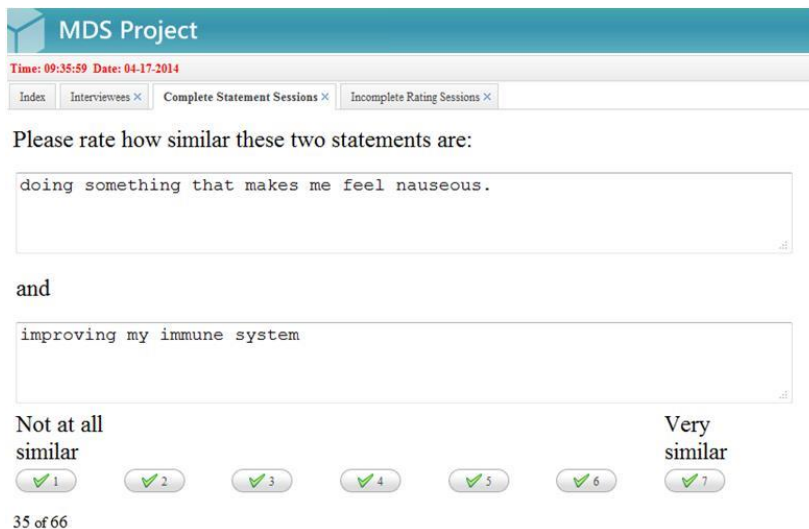 MDS Project
Time: 09:35:59 Date: 04-17-2014
Index Interviewees × Complete Statement Sessions × Incomplete Rating Sessions ×
Please rate how similar these two statements are:
doing something that makes me feel nauseous.
and
improving my immune system
Not at all Very
similar similar
1 2 3 4 5 6 7
35 of 66